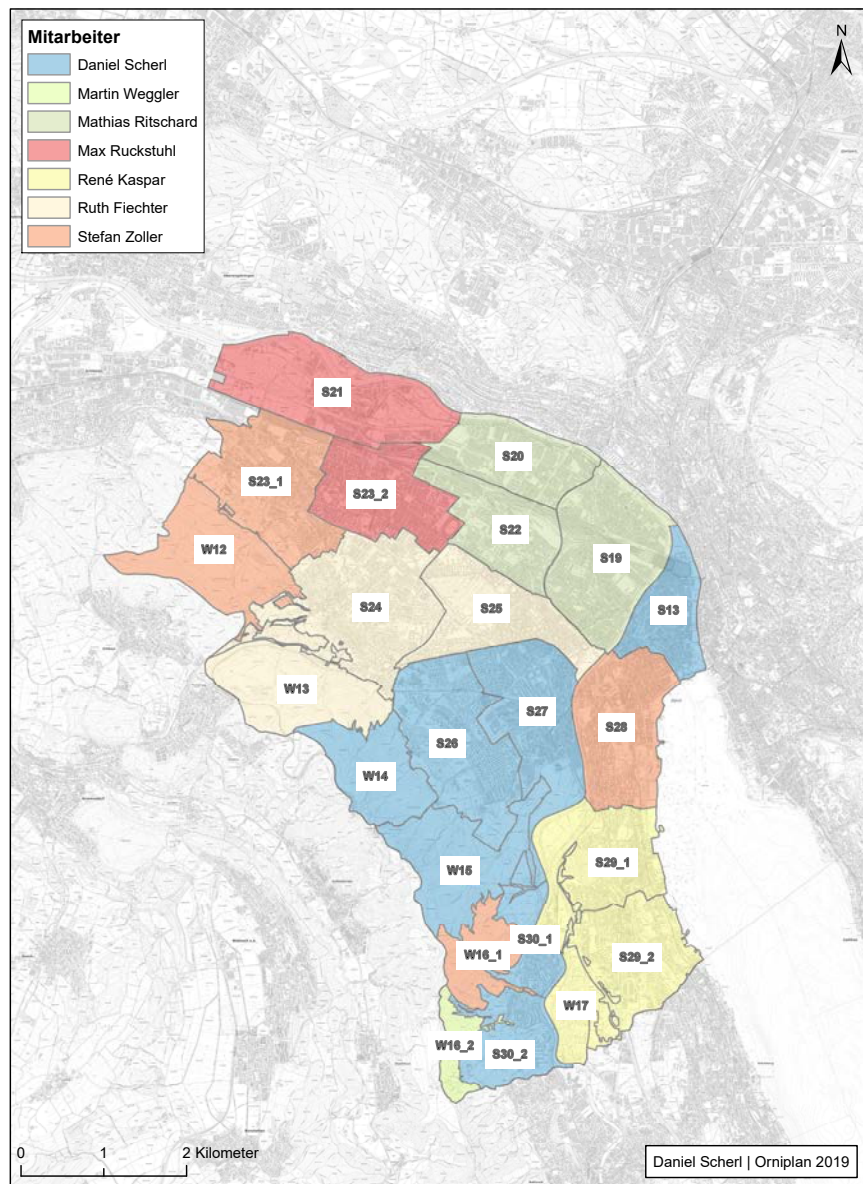 Mitarbeiter
Daniel Scherl
Martin Weggler
Mathias Ritschard
Max Ruckstuhl
René Kaspar
Ruth Fiechter
Stefan Zoller
N
S21
S20
S23_1
S23_2
S22
W12
S19
S24
S25
S13
W13
S27
S28
S26
W14
S29_1
W15
S30_1
W16_1
S29_2
W17
W16_2
S30_2
0 1 2 Kilometer
Daniel Scherl | Orniplan 2019